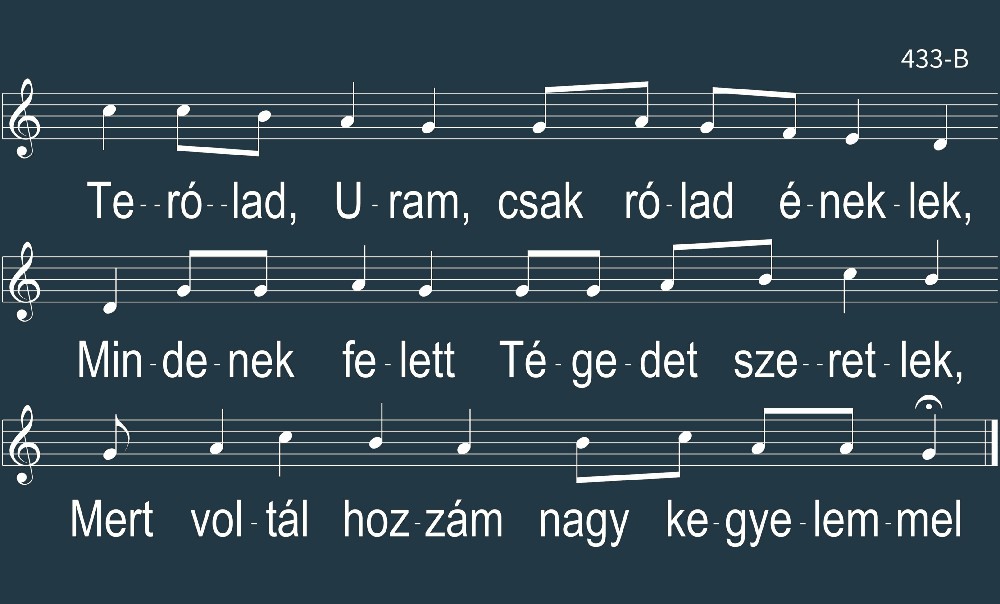 433-B
Te--ró--lad, U-ram, csak ró-lad é-nek-lek,
Min-de-nek fe-lett Té-ge-det sze--ret-lek,
Mert vol-tál hoz-zám nagy ke-gye-lem-mel